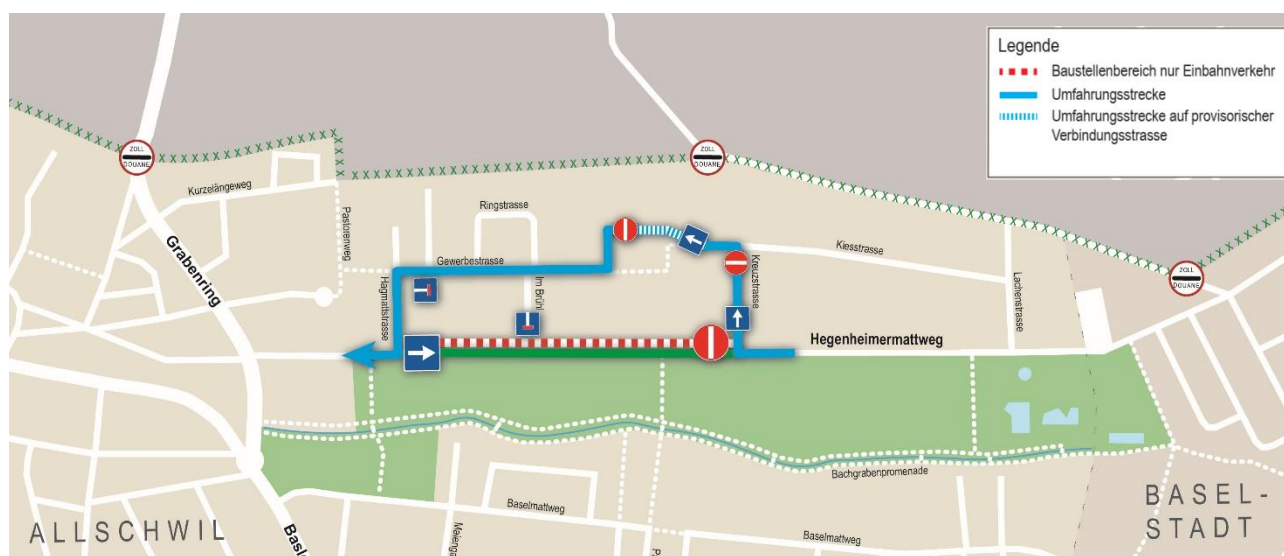 Legende
Baustellenbereich nur Einbahnverkehr
Umfahrungsstrecke
Umfahrungsstrecke auf provisorischer
Verbindungsstrasse
ZOLL
DOUANE
ZOLL
DOUANE
ZOLL
DOUANE
Kurzelängeweg
Pastorenweg
Grabenring
Ringstrasse
Gewerbestrasse
Hagmattstrasse
Im Brühl
Kreuzstrasse
Kiesstrasse
Lachenstrasse
Hegenheimermattweg
Bachgrabenpromenade
Baselmattweg
Baselmattweg
ALLSCHWIL
BASEL-
STADT